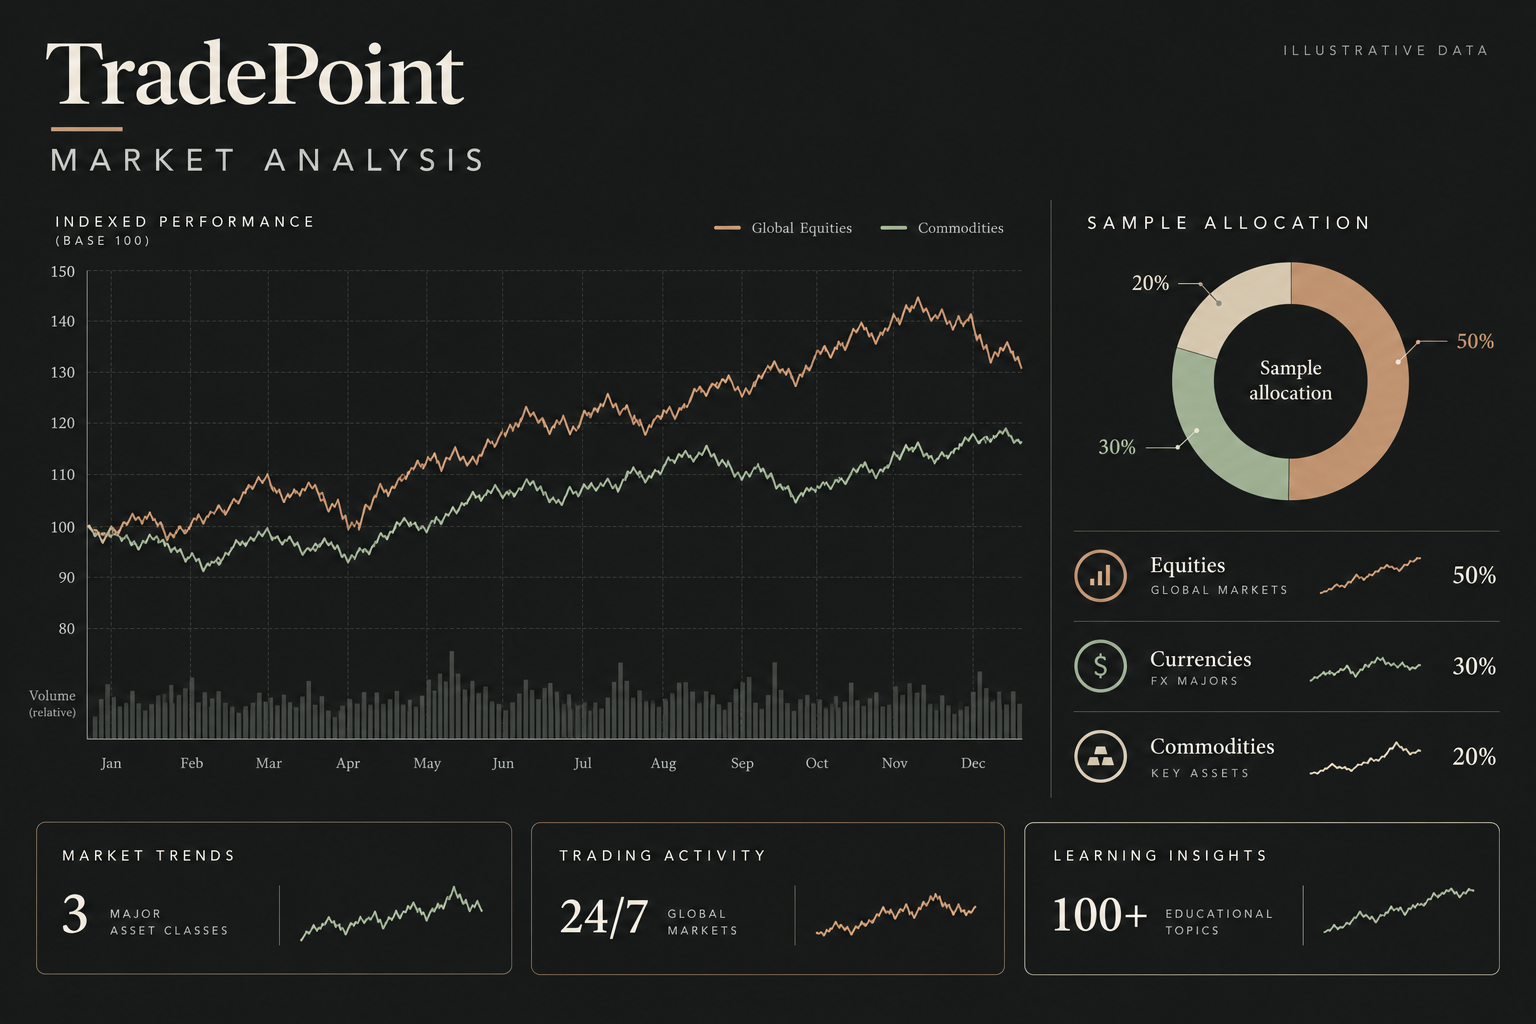 TradePoint
ILLUSTRATIVE DATA
MARKET ANALYSIS
INDEXED PERFORMANCE
(BASE 100)
Global Equities
Commodities
150
140
130
120
110
100
90
80
Volume
(relative)
Jan Feb Mar Apr May Jun Jul Aug Sep Oct Nov Dec
SAMPLE ALLOCATION
20%
50%
30%
Sample
allocation
Equities
GLOBAL MARKETS
50%
$
Currencies
FX MAJORS
30%
Commodities
KEY ASSETS
20%
MARKET TRENDS
3
MAJOR
ASSET CLASSES
TRADING ACTIVITY
24/7
GLOBAL
MARKETS
LEARNING INSIGHTS
100+
EDUCATIONAL
TOPICS